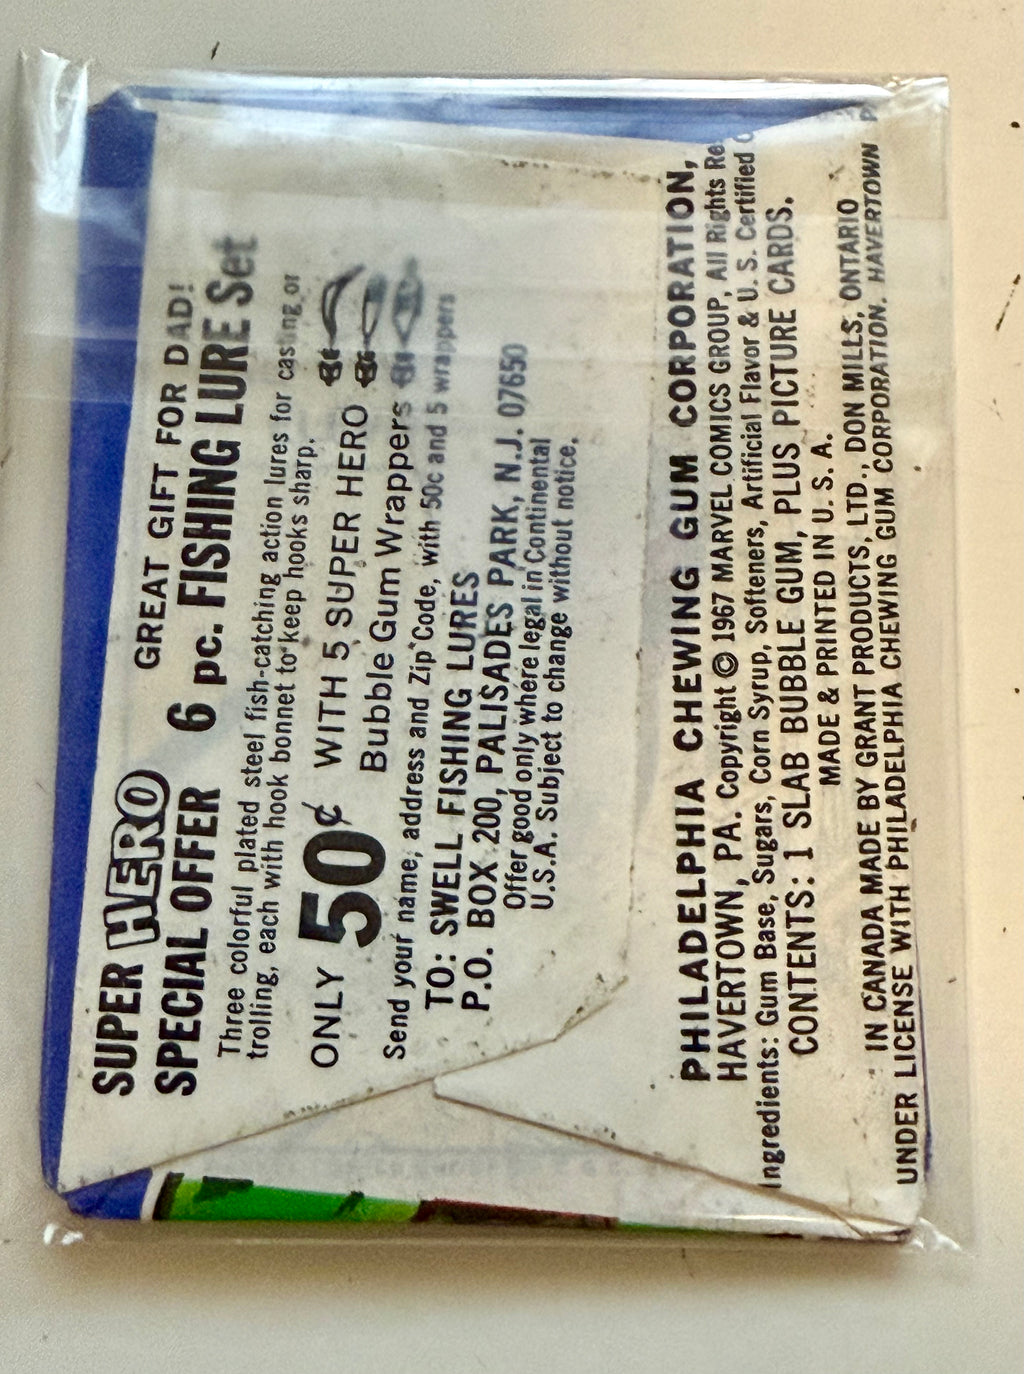 SUPER HERO
SPECIAL OFFER
GREAT GIFT FOR DAD!
6 pc. FISHING LURE Set
Three colorful plated steel fish-catching action lures for casting or
trolling, each with hook bonnet to keep hooks sharp.
ONLY 50¢ WITH 5 SUPER HERO
Bubble Gum Wrappers
Send your name, address and Zip Code, with 50c and 5 wrappers
TO: SWELL FISHING LURES
P.O. BOX 200, PALISADES PARK, N.J. 07650
Offer good only where legal in Continental
U.S.A. Subject to change without notice.
PHILADELPHIA CHEWING GUM CORPORATION,
HAVERTOWN, PA. Copyright © 1967 MARVEL COMICS GROUP, All Rights Re
Ingredients: Gum Base, Sugars, Corn Syrup, Softeners, Artificial Flavor & U. S. Certified
CONTENTS: 1 SLAB BUBBLE GUM, PLUS PICTURE CARDS.
MADE & PRINTED IN U. S. A.
IN CANADA MADE BY GRANT PRODUCTS, LTD., DON MILLS, ONTARIO
UNDER LICENSE WITH PHILADELPHIA CHEWING GUM CORPORATION. HAVERTOWN P